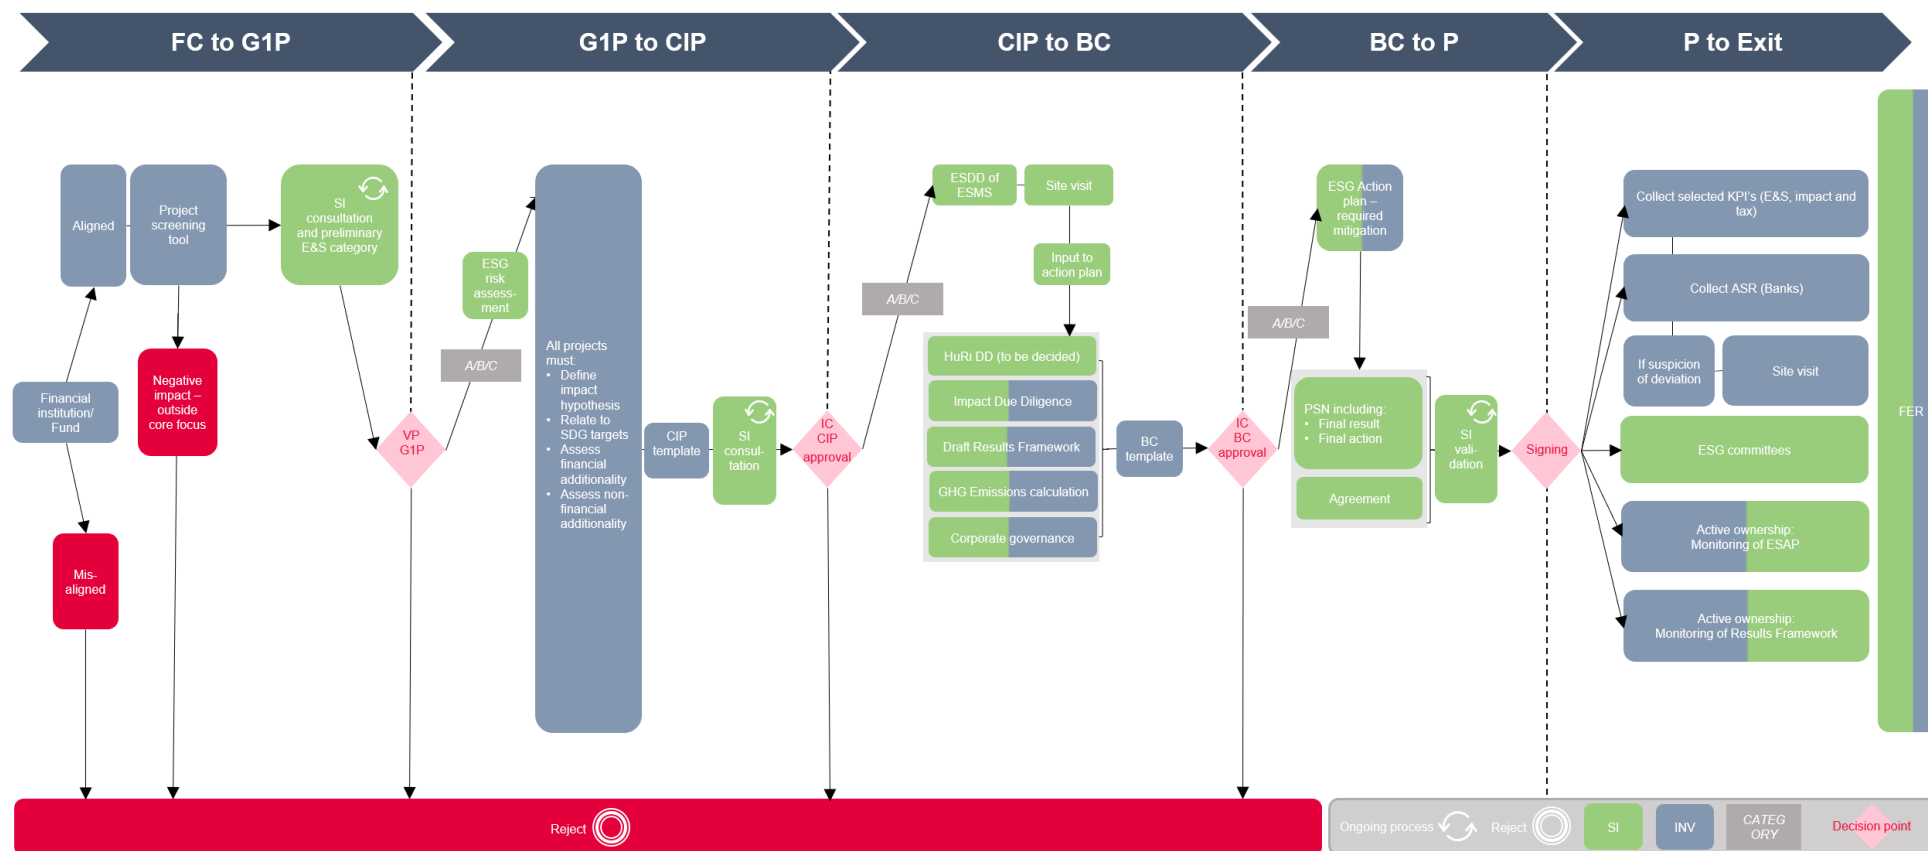 FC to G1P
G1P to CIP
CIP to BC
BC to P
P to Exit
Aligned
Project
screening
tool
SI
consultation
and preliminary
E&S category
Financial
institution/
Fund
Negative
impact –
outside
core focus
Mis-
aligned
VP
G1P
ESG
risk
assess-
ment
A/B/C
All projects
must:
• Define
impact
hypothesis
• Relate to
SDG targets
• Assess
financial
additionality
• Assess non-
financial
additionality
CIP
template
SI
consul-
tation
IC
CIP
approval
A/B/C
ESDD of
ESMS
Site visit
Input to
action plan
HuRi DD (to be decided)
Impact Due Diligence
Draft Results Framework
GHG Emissions calculation
Corporate governance
BC
template
IC
BC
approval
A/B/C
ESG Action
plan –
required
mitigation
PSN including:
• Final result
• Final action
Agreement
SI
vali-
dation
Signing
Collect selected KPI's (E&S, impact and
tax)
Collect ASR (Banks)
If suspicion
of deviation
Site visit
ESG committees
Active ownership:
Monitoring of ESAP
Active ownership:
Monitoring of Results Framework
FER
Reject
Ongoing process
Reject
SI
INV
CATEG
ORY
Decision point